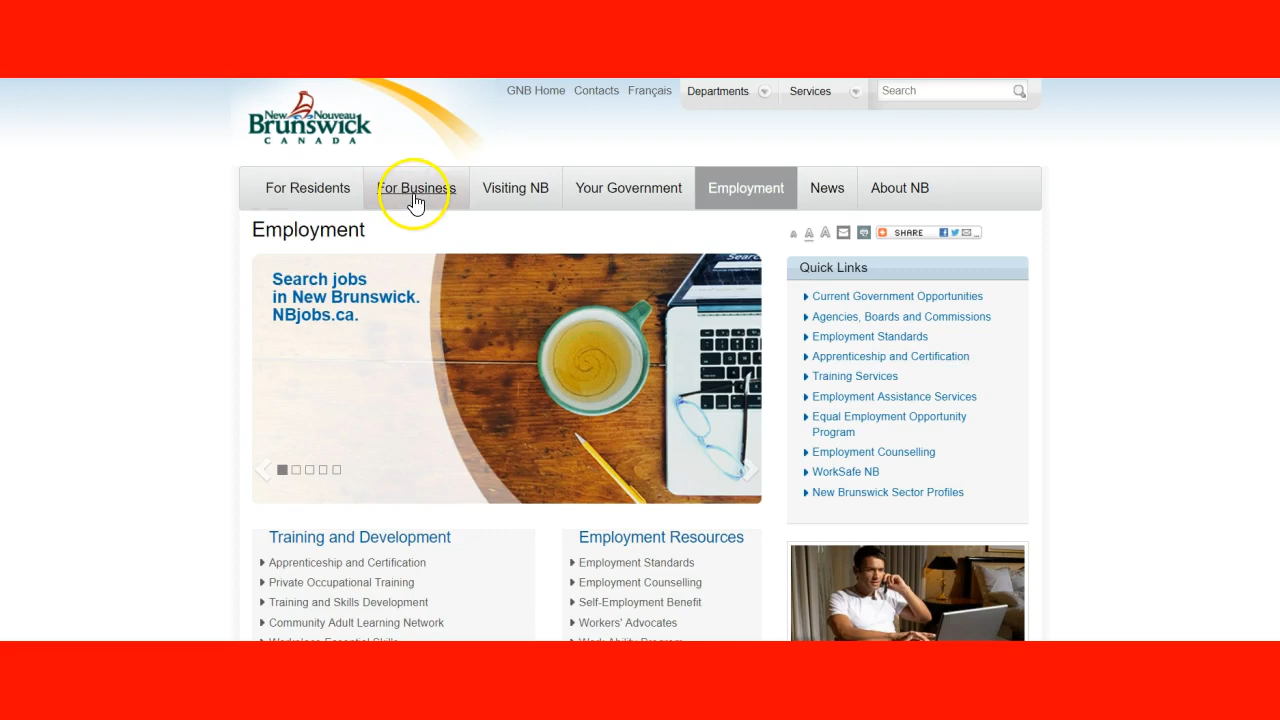 GNB Home Contacts Français Departments Services Search
New Nouveau
Brunswick
CANADA
For Residents For Business Visiting NB Your Government Employment News About NB
Employment
A A A SHARE
Search jobs
in New Brunswick.
NBjobs.ca.
Quick Links
Current Government Opportunities
Agencies, Boards and Commissions
Employment Standards
Apprenticeship and Certification
Training Services
Employment Assistance Services
Equal Employment Opportunity
Program
Employment Counselling
WorkSafe NB
New Brunswick Sector Profiles
Training and Development
Apprenticeship and Certification
Private Occupational Training
Training and Skills Development
Community Adult Learning Network
Workplace Essential Skills
Employment Resources
Employment Standards
Employment Counselling
Self-Employment Benefit
Workers' Advocates
Work Ability Program